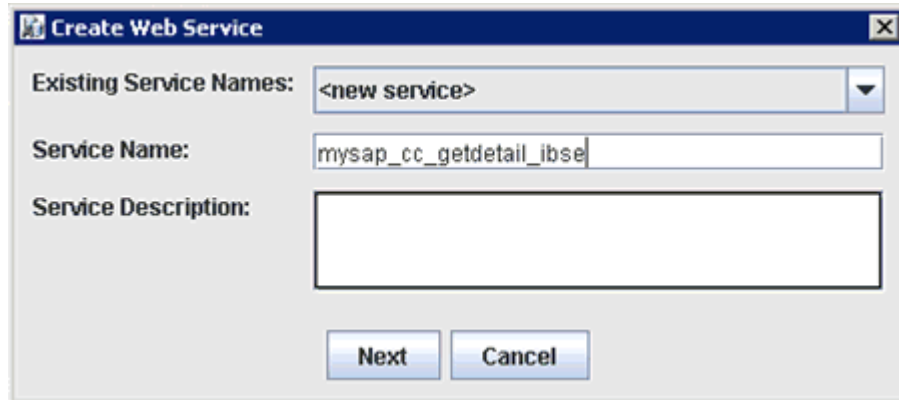 Create Web Service
Existing Service Names: <new service>
Service Name: mysap_cc_getdetail_ibse
Service Description:
Next Cancel